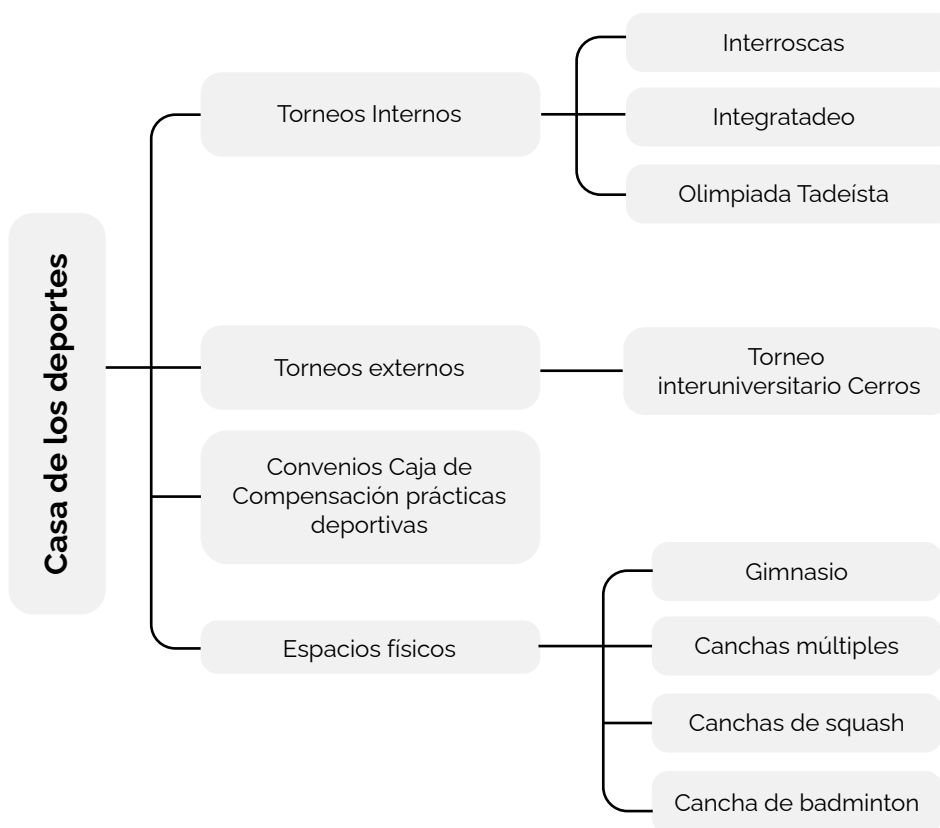 Casa de los deportes
Torneos Internos
Interroscas
Integratadeo
Olimpiada Tadeísta
Torneos externos
Torneo
interuniversitario Cerros
Convenios Caja de
Compensación prácticas
deportivas
Espacios físicos
Gimnasio
Canchas múltiples
Canchas de squash
Cancha de badminton